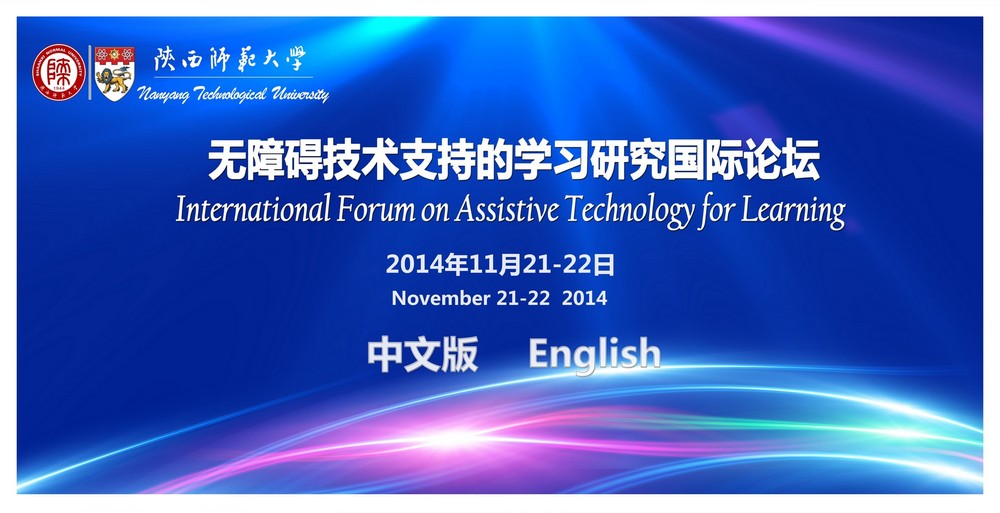 陕西师范大学
Nanyang Technological University
无障碍技术支持的学习研究国际论坛
International Forum on Assistive Technology for Learning
2014年11月21-22日
November 21-22 2014
中文版 English